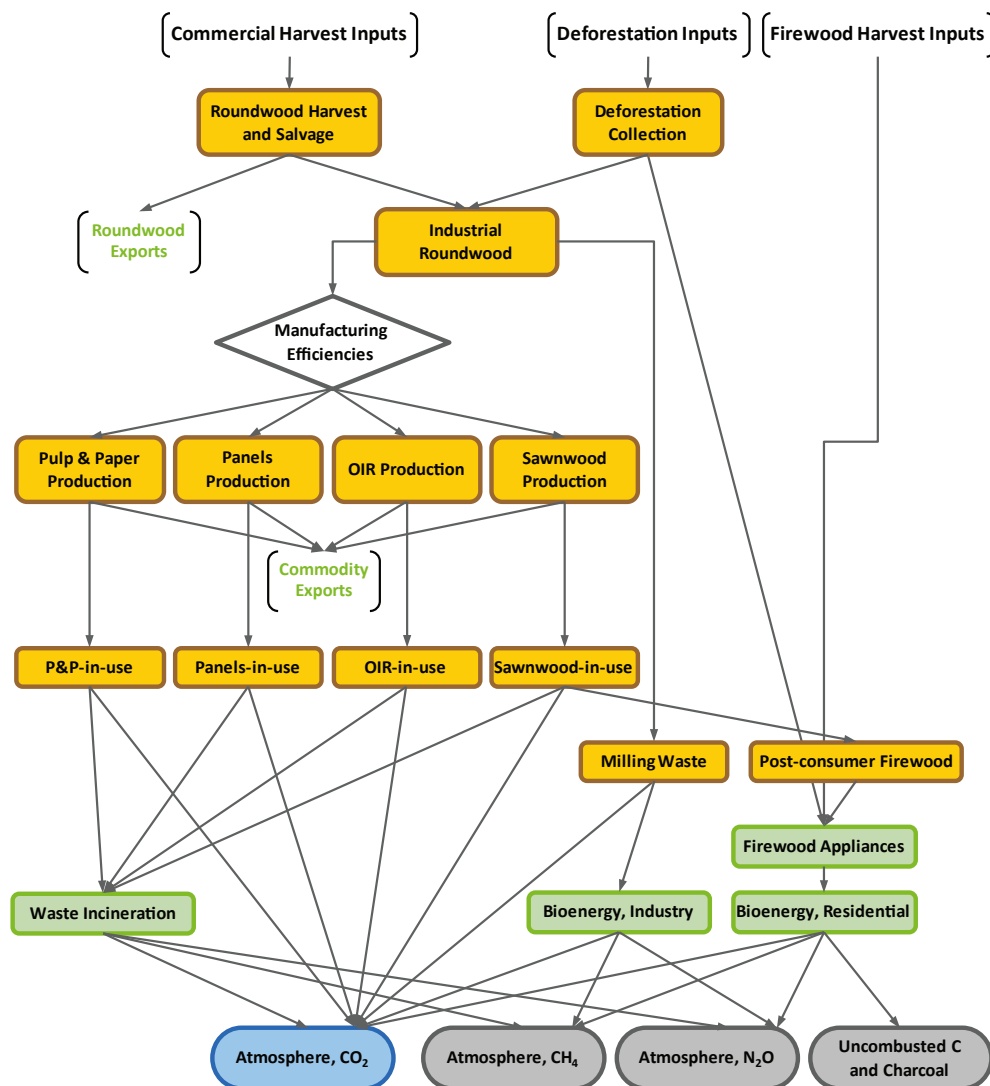 Commercial Harvest Inputs
Deforestation Inputs
Firewood Harvest Inputs
Roundwood Harvest
and Salvage
Deforestation
Collection
Roundwood
Exports
Industrial
Roundwood
Manufacturing
Efficiencies
Pulp & Paper
Production
Panels
Production
OIR Production
Sawnwood
Production
Commodity
Exports
P&P-in-use
Panels-in-use
OIR-in-use
Sawnwood-in-use
Milling Waste
Post-consumer Firewood
Firewood Appliances
Waste Incineration
Bioenergy, Industry
Bioenergy, Residential
Atmosphere, CO₂
Atmosphere, CH₄
Atmosphere, N₂O
Uncombusted C
and Charcoal